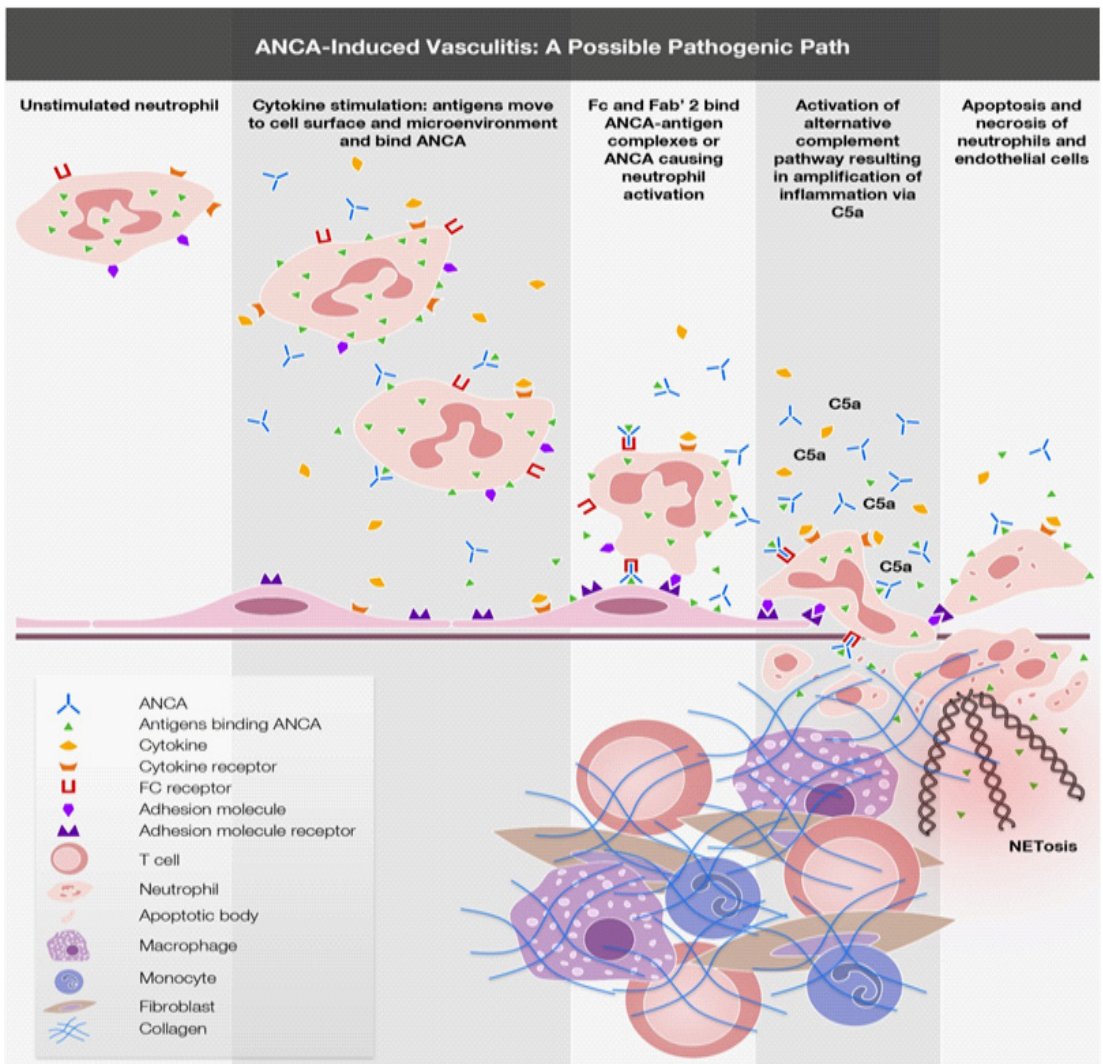 ANCA-Induced Vasculitis: A Possible Pathogenic Path
Unstimulated neutrophil
Cytokine stimulation: antigens move
to cell surface and microenvironment
and bind ANCA
Fc and Fab' 2 bind
ANCA-antigen
complexes or
ANCA causing
neutrophil
activation
Activation of
alternative
complement
pathway resulting
in amplification of
inflammation via
C5a
Apoptosis and
necrosis of
neutrophils and
endothelial cells
C5a
C5a
C5a
C5a
NETosis
ANCA
Antigens binding ANCA
Cytokine
Cytokine receptor
FC receptor
Adhesion molecule
Adhesion molecule receptor
T cell
Neutrophil
Apoptotic body
Macrophage
Monocyte
Fibroblast
Collagen